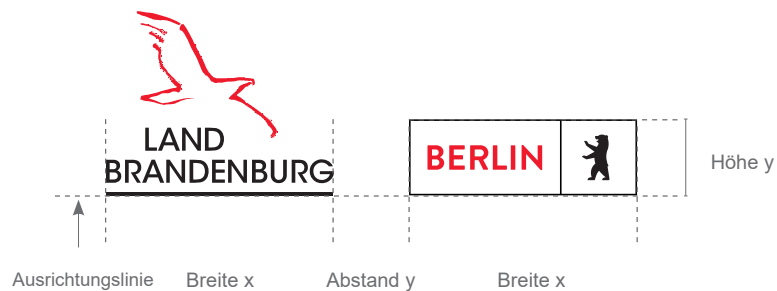 LAND
BRANDENBURG
BERLIN
Höhe y
Ausrichtungslinie
Breite x
Abstand y
Breite x